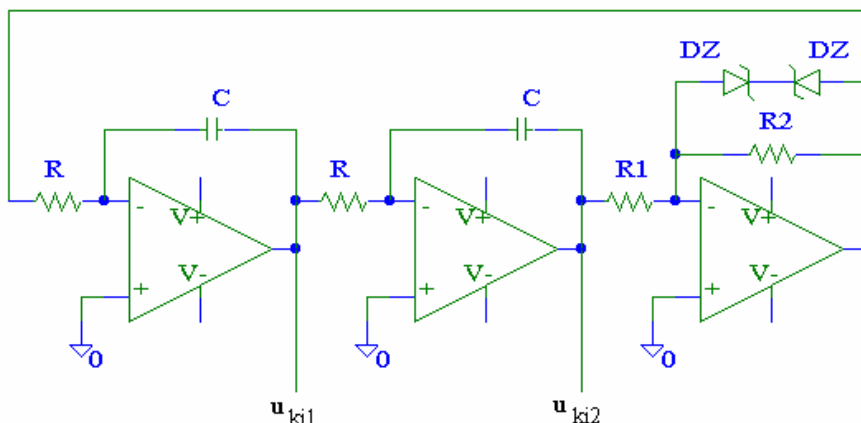 DZ DZ
C C R2
R R R1
- - -
V+ V+ V+
V- V- V-
+ + +
0 0 0
u ki1 u ki2